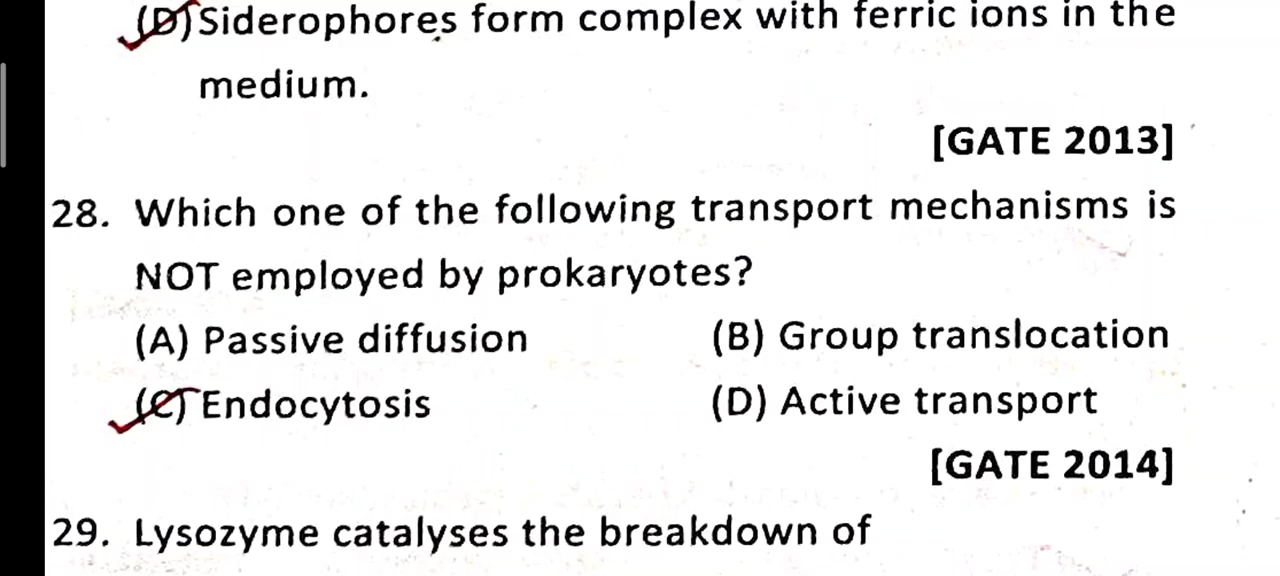 (D) Siderophores form complex with ferric ions in the
medium.
[GATE 2013]
28. Which one of the following transport mechanisms is
NOT employed by prokaryotes?
(A) Passive diffusion (B) Group translocation
(C) Endocytosis (D) Active transport
[GATE 2014]
29. Lysozyme catalyses the breakdown of